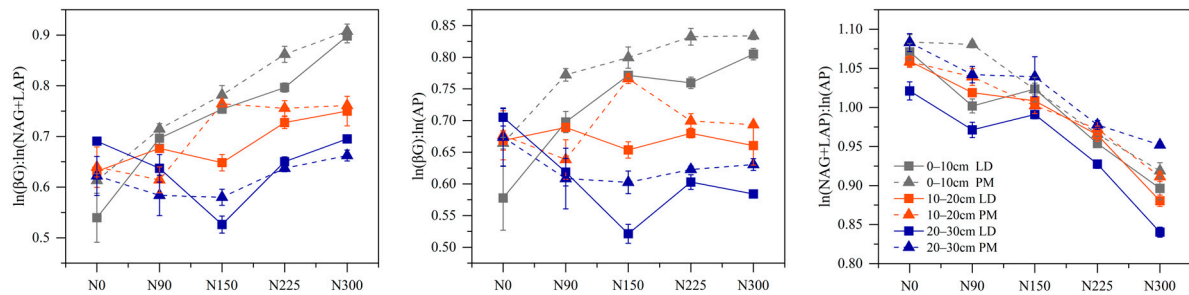 ln(βG):ln(NAG+LAP)
0.9
0.8
0.7
0.6
0.5
N0 N90 N150 N225 N300
ln(βG):ln(AP)
0.85
0.80
0.75
0.70
0.65
0.60
0.55
0.50
N0 N90 N150 N225 N300
ln(NAG+LAP):ln(AP)
1.10
1.05
1.00
0.95
0.90
0.85
0.80
0–10cm LD
0–10cm PM
10–20cm LD
10–20cm PM
20–30cm LD
20–30cm PM
N0 N90 N150 N225 N300